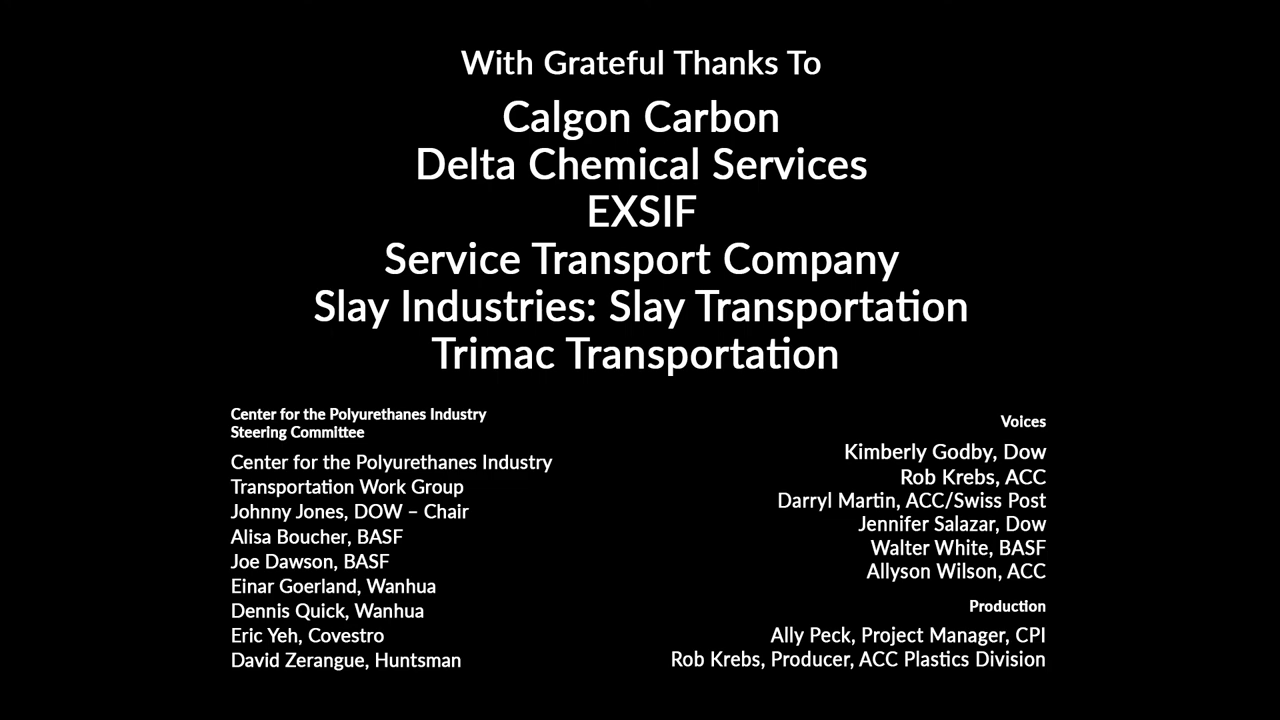 With Grateful Thanks To
Calgon Carbon
Delta Chemical Services
EXSIF
Service Transport Company
Slay Industries: Slay Transportation
Trimac Transportation
Center for the Polyurethanes Industry
Steering Committee
Center for the Polyurethanes Industry
Transportation Work Group
Johnny Jones, DOW – Chair
Alisa Boucher, BASF
Joe Dawson, BASF
Einar Goerland, Wanhua
Dennis Quick, Wanhua
Eric Yeh, Covestro
David Zerangue, Huntsman
Voices
Kimberly Godby, Dow
Rob Krebs, ACC
Darryl Martin, ACC/Swiss Post
Jennifer Salazar, Dow
Walter White, BASF
Allyson Wilson, ACC
Production
Ally Peck, Project Manager, CPI
Rob Krebs, Producer, ACC Plastics Division